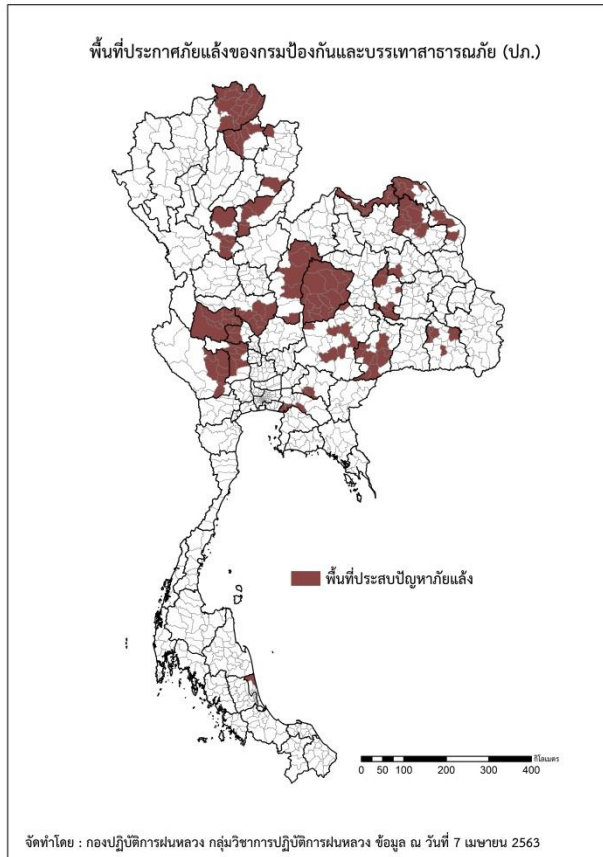 พื้นที่ประกาศภัยแล้งของกรมป้องกันและบรรเทาสาธารณภัย (ปภ.)
พื้นที่ประสบปัญหาภัยแล้ง
กิโลเมตร
0 50 100 200 300 400
จัดทำโดย : กองปฏิบัติการฝนหลวง กลุ่มวิชาการปฏิบัติการฝนหลวง ข้อมูล ณ วันที่ 7 เมษายน 2563